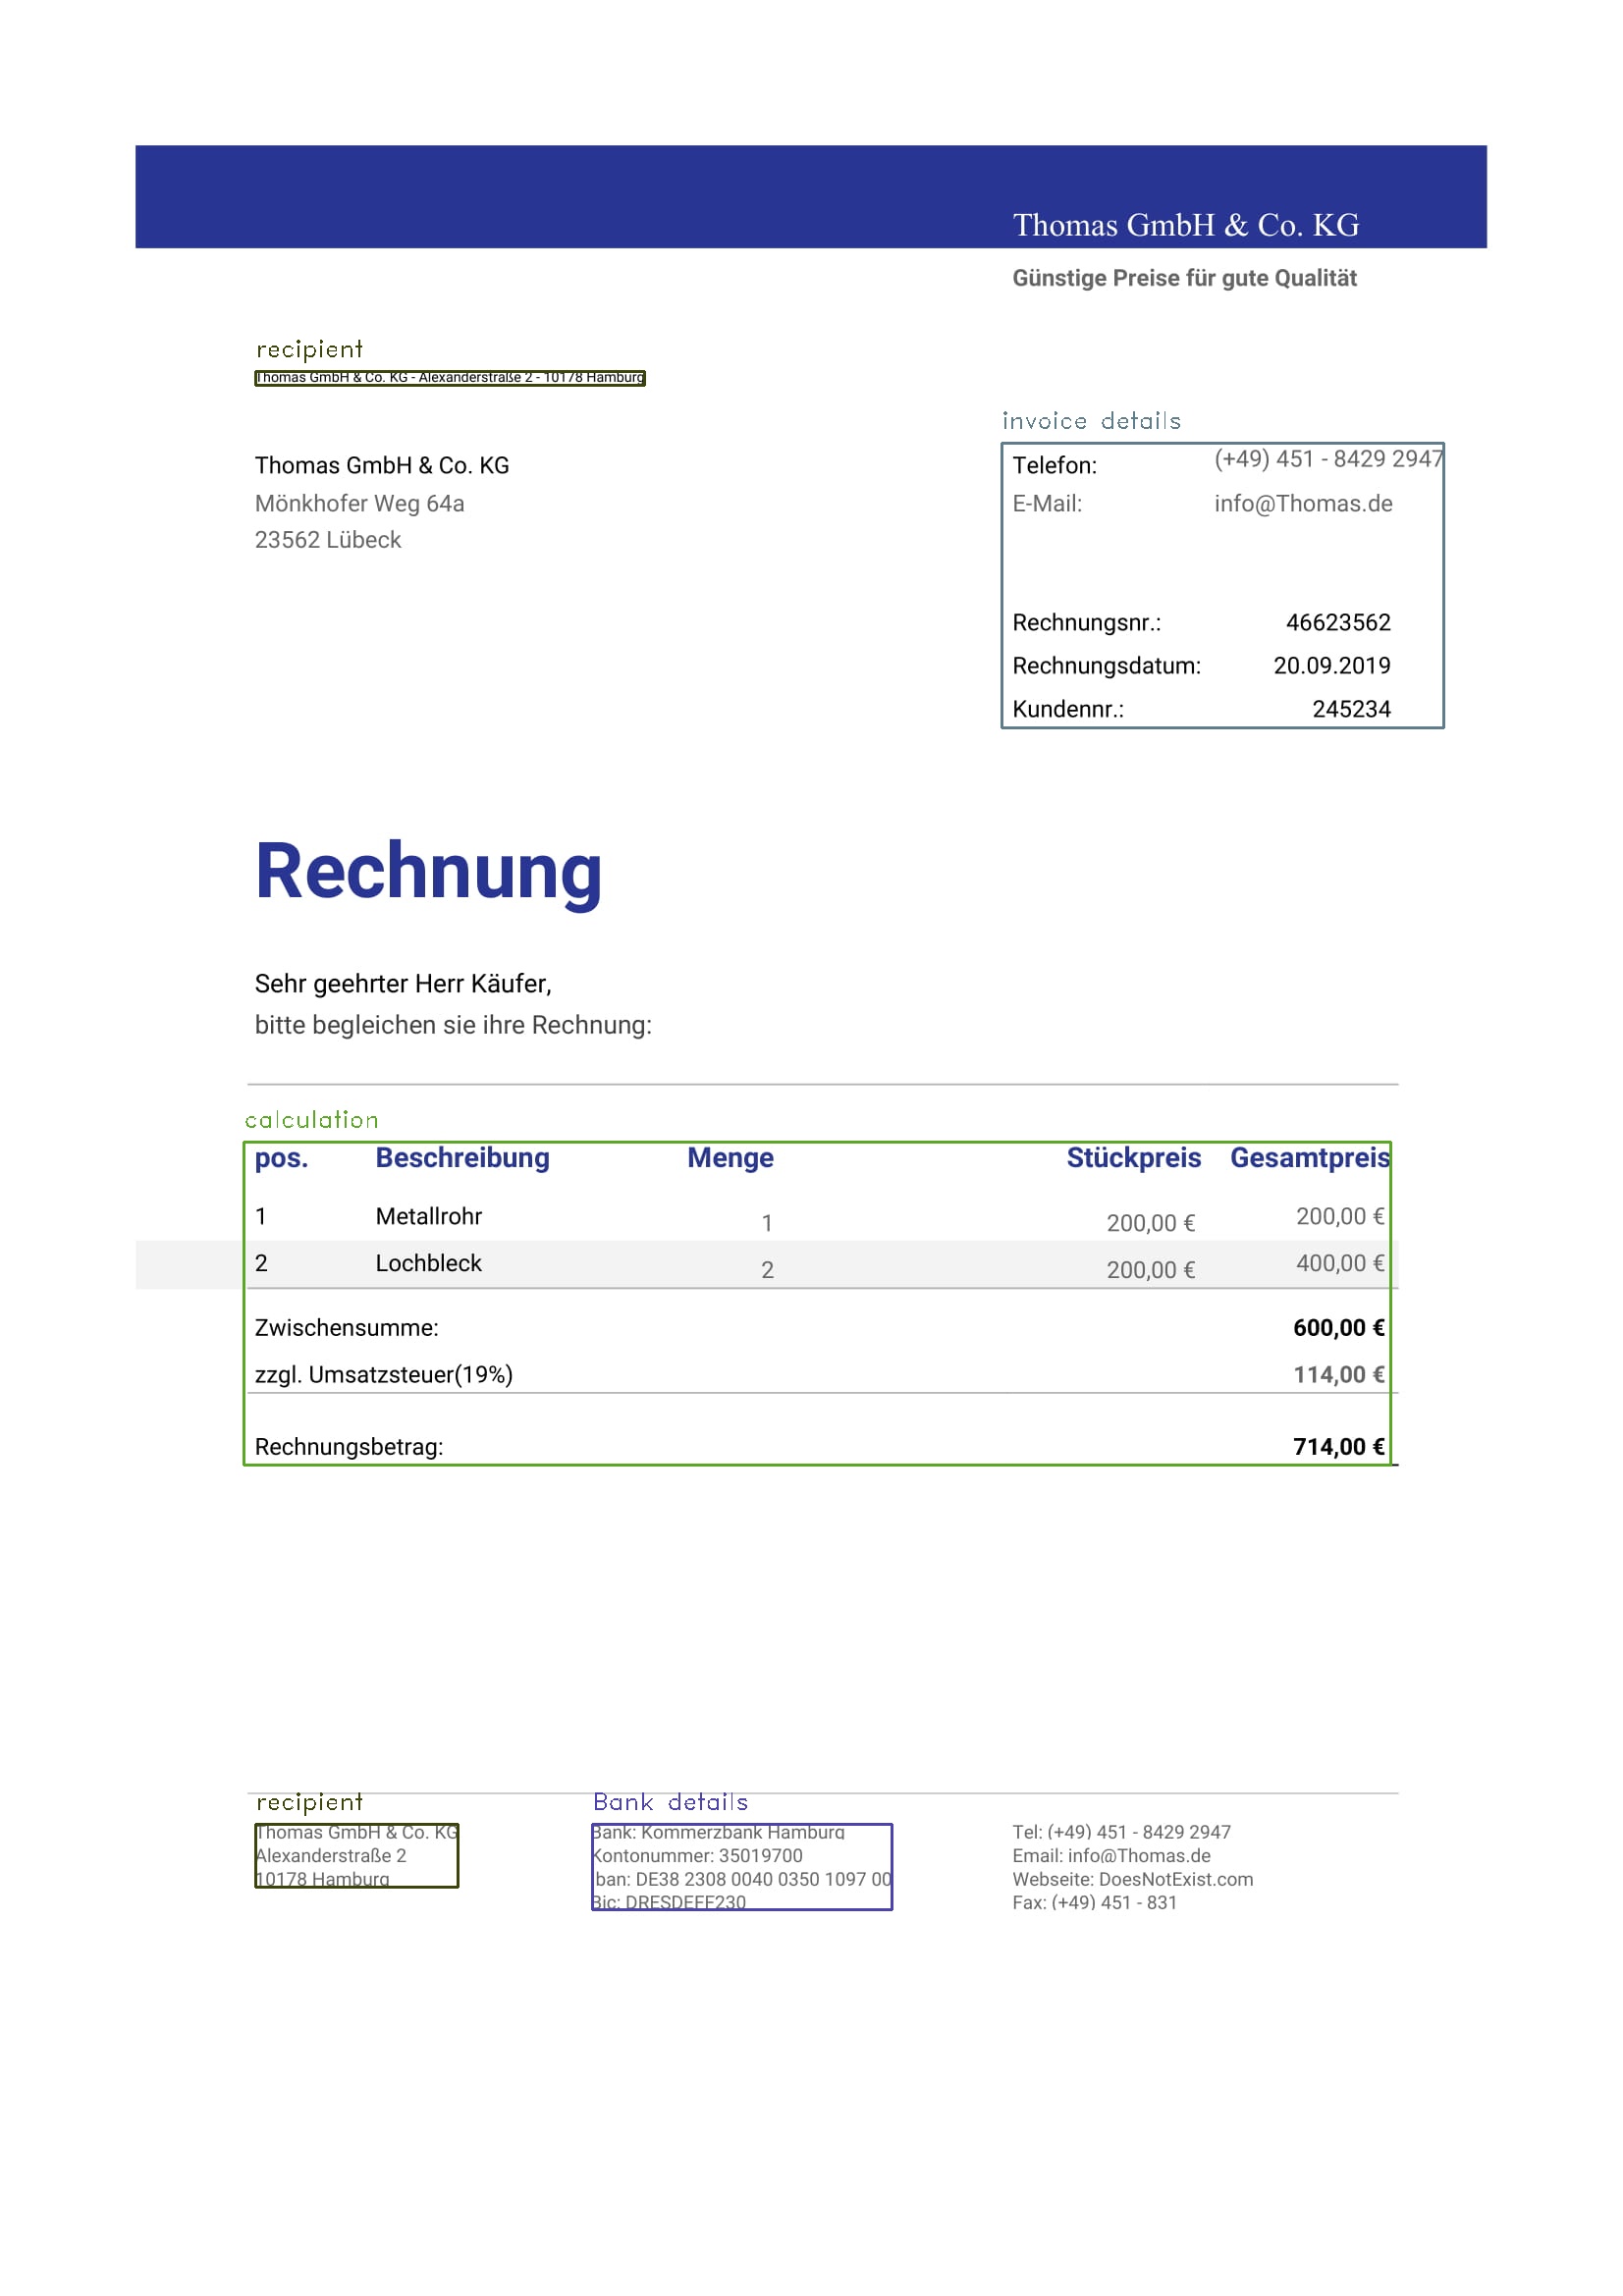 Thomas GmbH & Co. KG
Günstige Preise für gute Qualität
recipient
Thomas GmbH & Co. KG - Alexanderstraße 2 - 10178 Hamburg
invoice details
Thomas GmbH & Co. KG
Mönkhofer Weg 64a
23562 Lübeck
Telefon: (+49) 451 - 8429 2947
E-Mail: info@Thomas.de
Rechnungsnr.: 46623562
Rechnungsdatum: 20.09.2019
Kundennr.: 245234
Rechnung
Sehr geehrter Herr Käufer,
bitte begleichen sie ihre Rechnung:
calculation
pos. Beschreibung Menge Stückpreis Gesamtpreis
1 Metallrohr 1 200,00 € 200,00 €
2 Lochbleck 2 200,00 € 400,00 €
Zwischensumme: 600,00 €
zzgl. Umsatzsteuer(19%) 114,00 €
Rechnungsbetrag: 714,00 €
recipient
Thomas GmbH & Co. KG
Alexanderstraße 2
10178 Hamburg
Bank details
Bank: Kommerzbank Hamburg
Kontonummer: 35019700
Iban: DE38 2308 0040 0350 1097 00
Bic: DRESDEFF230
Tel: (+49) 451 - 8429 2947
Email: info@Thomas.de
Webseite: DoesNotExist.com
Fax: (+49) 451 - 831